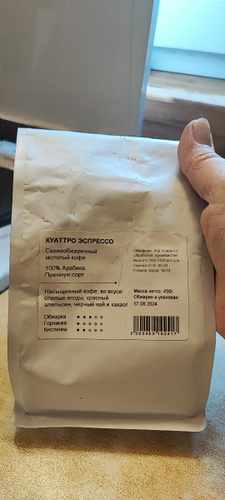 КУАТТРО ЭСПРЕССО
Свежеобжаренный
молотый кофе
100% Арабика
Премиум сорт
Насыщенный кофе, во вкусе:
спелые ягоды, красный
апельсин, черный чай и какао!
Обжарка
Горчинка
Кислинка
Масса нетто: 450г
Обжарен и упакован:
17.06.2024